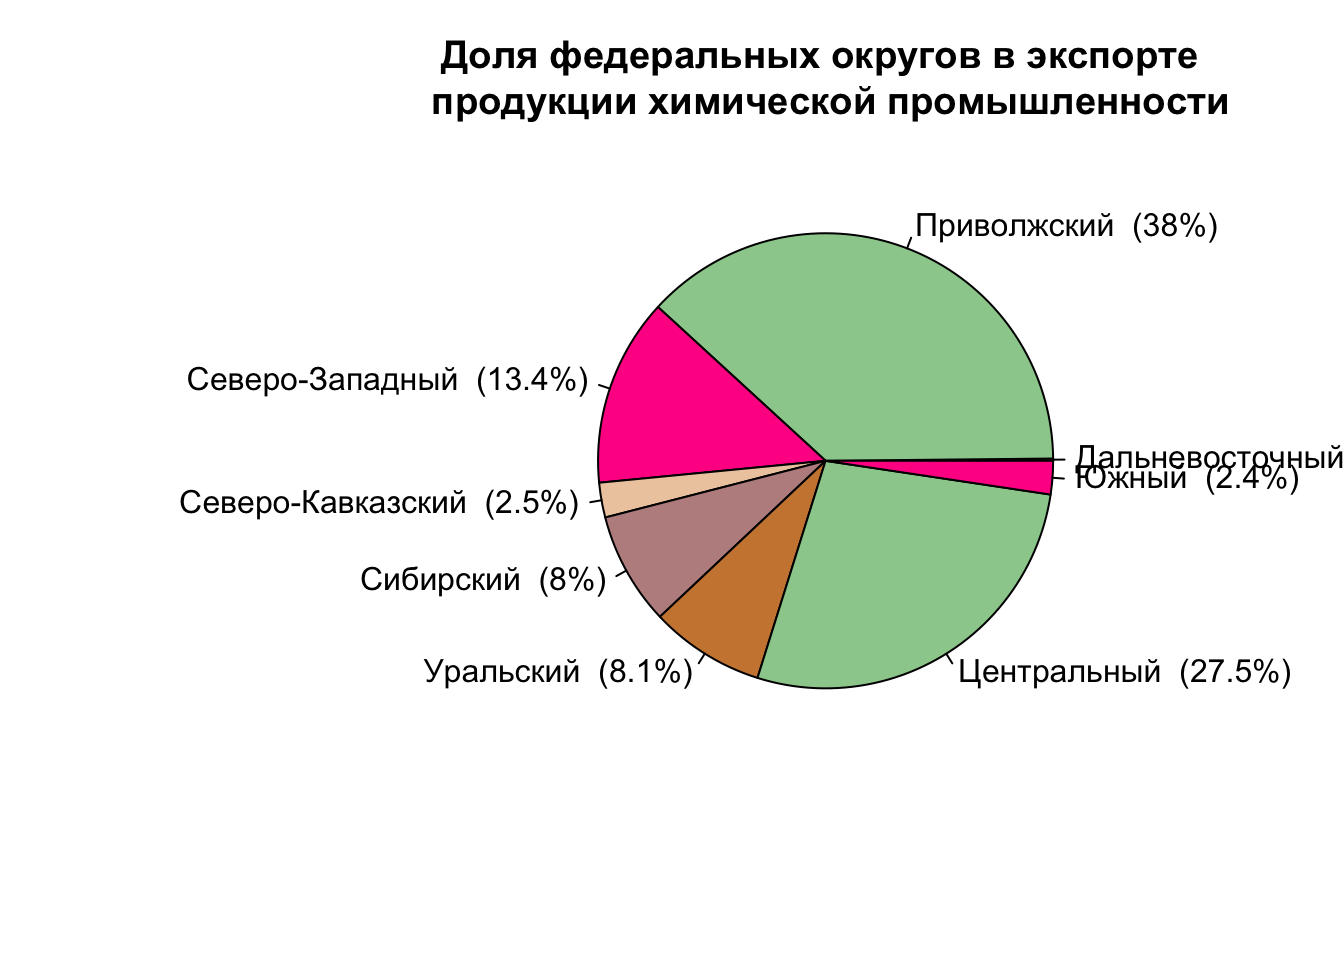 Доля федеральных округов в экспорте
продукции химической промышленности
Приволжский (38%)
Северо-Западный (13.4%)
Дальневосточный
Южный (2.4%)
Северо-Кавказский (2.5%)
Сибирский (8%)
Уральский (8.1%)
Центральный (27.5%)